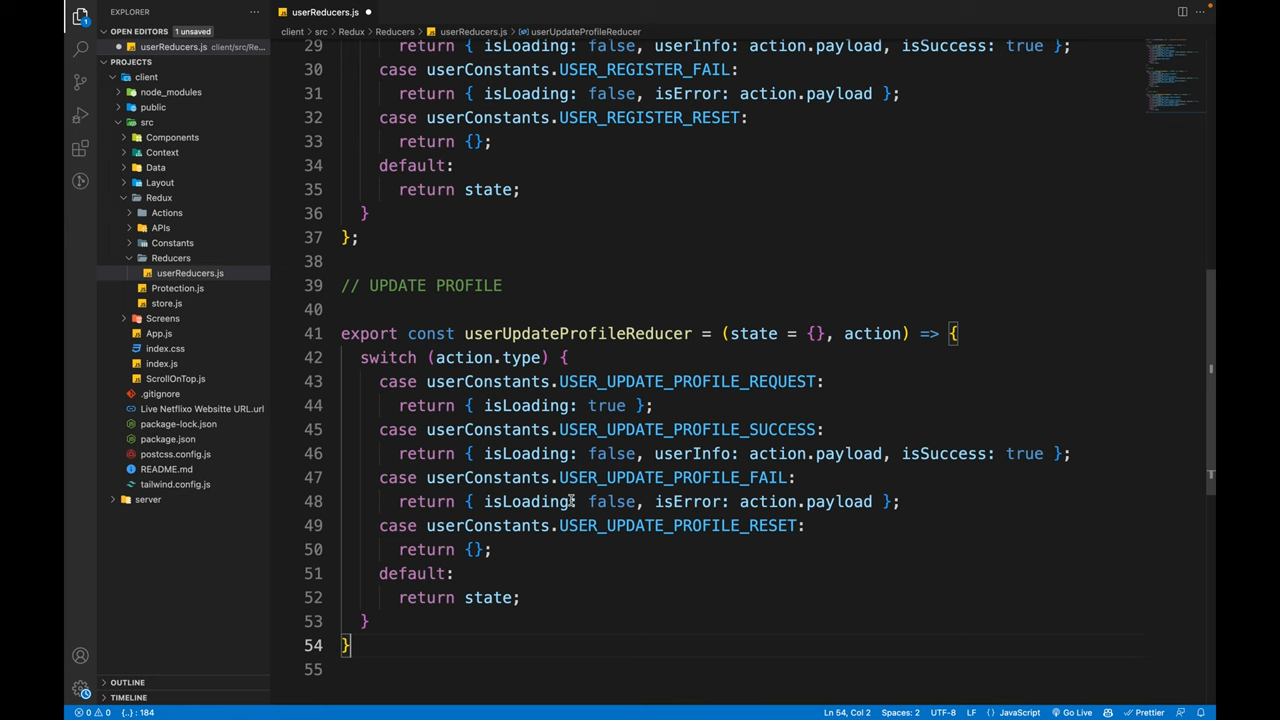 EXPLORER
userReducers.js
OPEN EDITORS 1 unsaved
client > src > Redux > Reducers > userReducers.js > userUpdateProfileReducer
userReducers.js client/src/Re...
PROJECTS
client
node_modules
public
src
Components
Context
Data
Layout
Redux
Actions
APIs
Constants
Reducers
userReducers.js
Protection.js
store.js
Screens
App.js
index.css
index.js
ScrollOnTop.js
.gitignore
Live Netflixo Websitte URL.url
package-lock.json
package.json
postcss.config.js
README.md
tailwind.config.js
server
OUTLINE
TIMELINE
29 return { isLoading: false, userInfo: action.payload, isSuccess: true };
30 case userConstants.USER_REGISTER_FAIL:
31 return { isLoading: false, isError: action.payload };
32 case userConstants.USER_REGISTER_RESET:
33 return {};
34 default:
35 return state;
36 }
37 };
38
39 // UPDATE PROFILE
40
41 export const userUpdateProfileReducer = (state = {}, action) => {
42 switch (action.type) {
43 case userConstants.USER_UPDATE_PROFILE_REQUEST:
44 return { isLoading: true };
45 case userConstants.USER_UPDATE_PROFILE_SUCCESS:
46 return { isLoading: false, userInfo: action.payload, isSuccess: true };
47 case userConstants.USER_UPDATE_PROFILE_FAIL:
48 return { isLoading: false, isError: action.payload };
49 case userConstants.USER_UPDATE_PROFILE_RESET:
50 return {};
51 default:
52 return state;
53 }
54 }
55
0 0 {..} : 184 Ln 54, Col 2 Spaces: 2 UTF-8 LF {} JavaScript Go Live Prettier